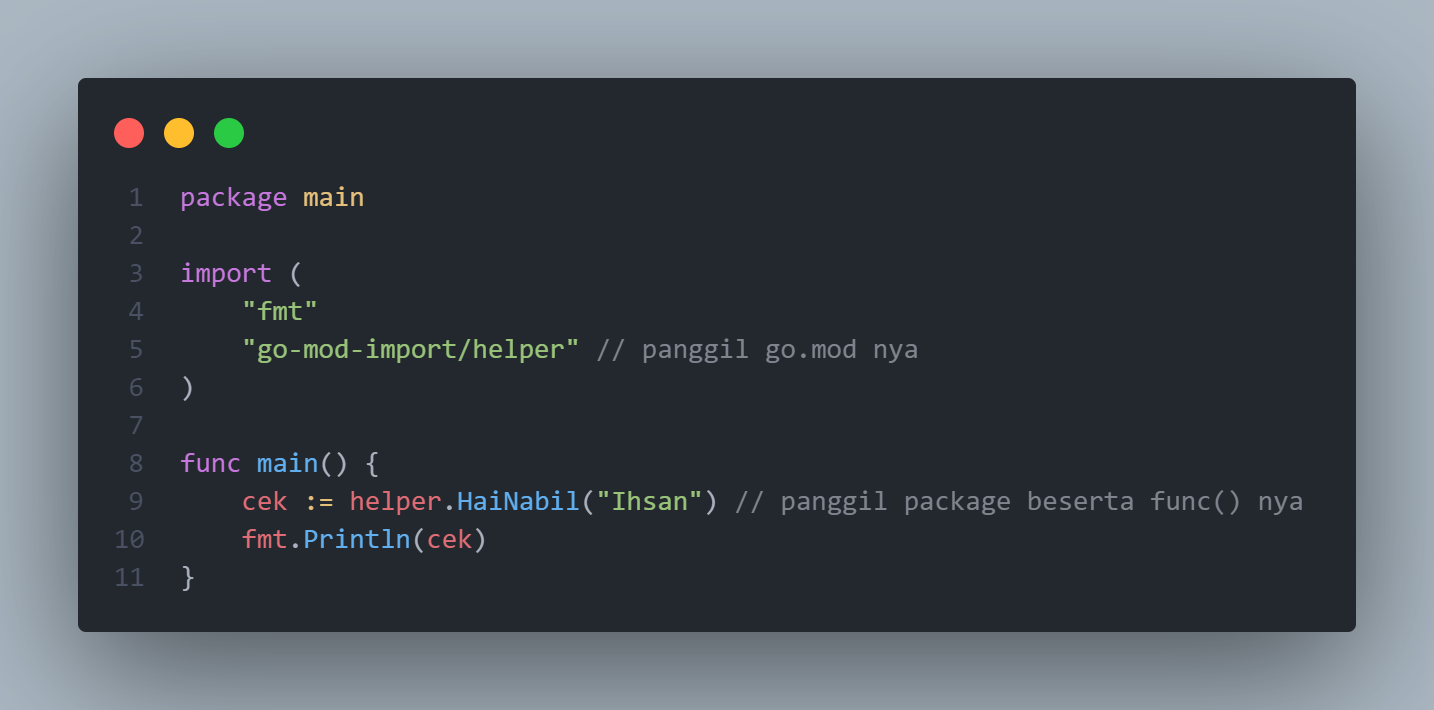 1 package main
2
3 import (
4     "fmt"
5     "go-mod-import/helper" // panggil go.mod nya
6 )
7
8 func main() {
9     cek := helper.HaiNabil("Ihsan") // panggil package beserta func() nya
10     fmt.Println(cek)
11 }